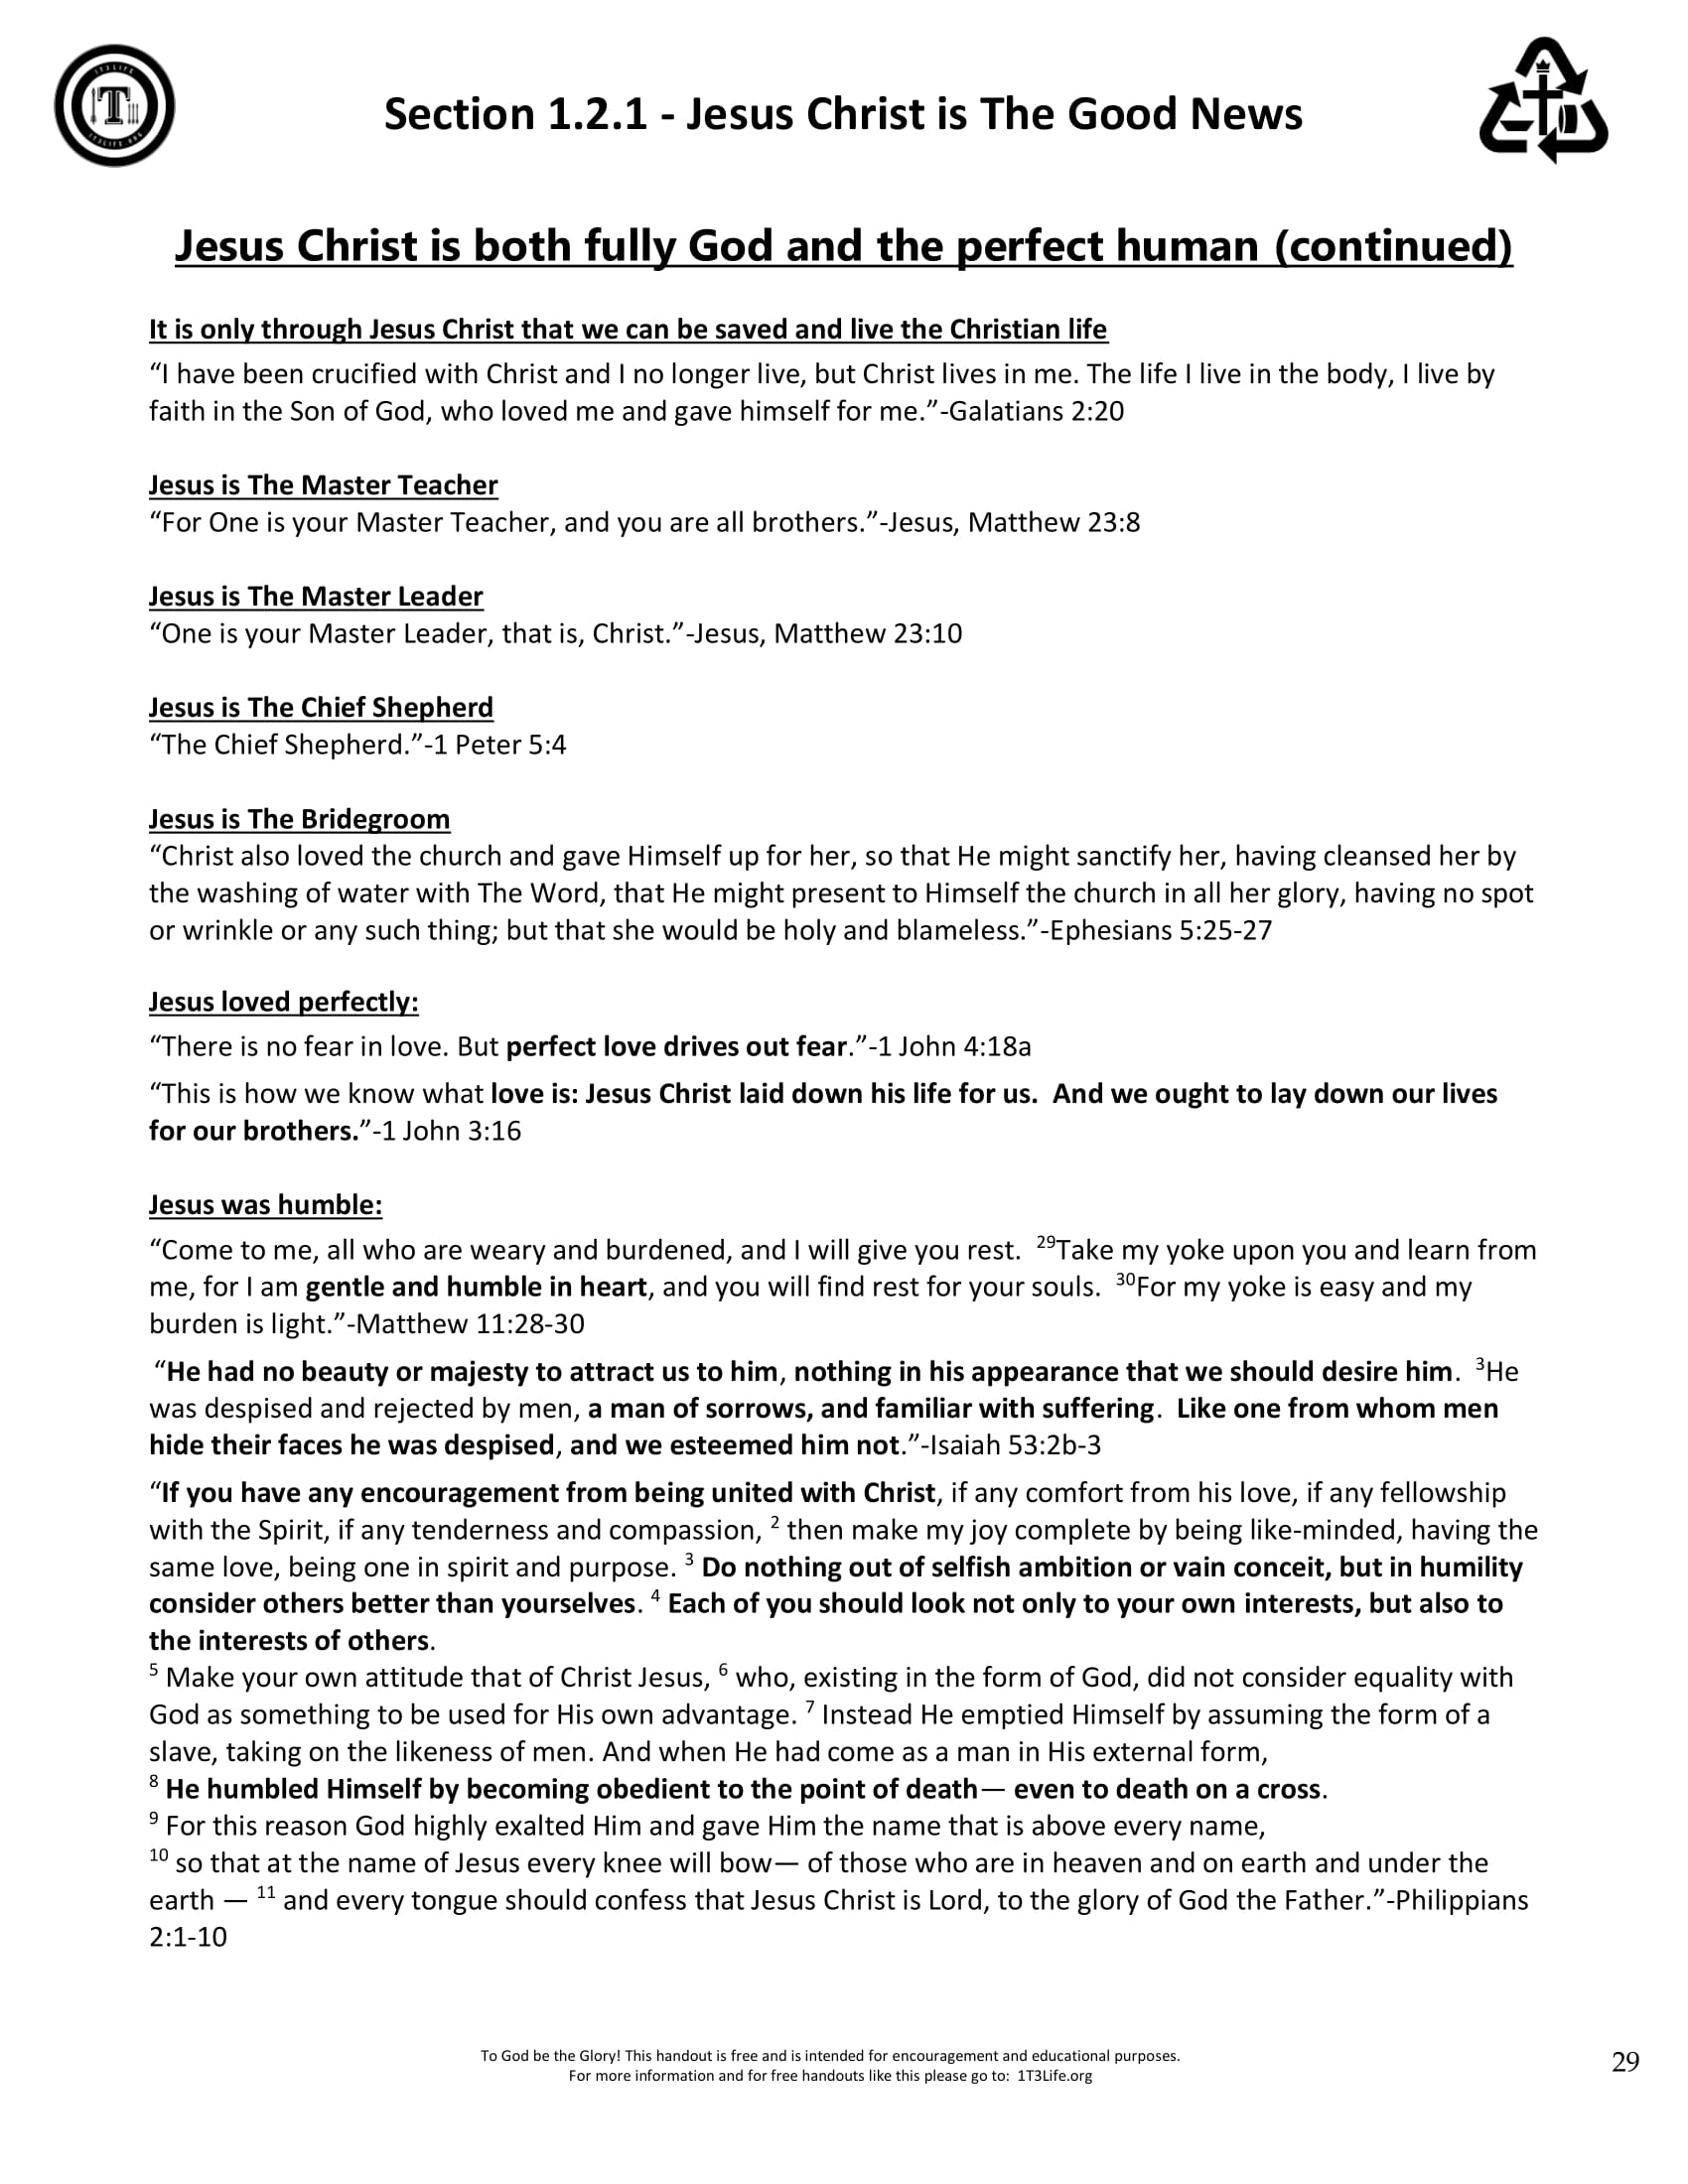 Section 1.2.1 - Jesus Christ is The Good News
Jesus Christ is both fully God and the perfect human (continued)
It is only through Jesus Christ that we can be saved and live the Christian life
“I have been crucified with Christ and I no longer live, but Christ lives in me. The life I live in the body, I live by
faith in the Son of God, who loved me and gave himself for me.”-Galatians 2:20
Jesus is The Master Teacher
“For One is your Master Teacher, and you are all brothers.”-Jesus, Matthew 23:8
Jesus is The Master Leader
“One is your Master Leader, that is, Christ.”-Jesus, Matthew 23:10
Jesus is The Chief Shepherd
“The Chief Shepherd.”-1 Peter 5:4
Jesus is The Bridegroom
“Christ also loved the church and gave Himself up for her, so that He might sanctify her, having cleansed her by
the washing of water with The Word, that He might present to Himself the church in all her glory, having no spot
or wrinkle or any such thing; but that she would be holy and blameless.”-Ephesians 5:25-27
Jesus loved perfectly:
“There is no fear in love. But perfect love drives out fear.”-1 John 4:18a
“This is how we know what love is: Jesus Christ laid down his life for us.  And we ought to lay down our lives
for our brothers.”-1 John 3:16
Jesus was humble:
“Come to me, all who are weary and burdened, and I will give you rest.  29Take my yoke upon you and learn from
me, for I am gentle and humble in heart, and you will find rest for your souls.  30For my yoke is easy and my
burden is light.”-Matthew 11:28-30
“He had no beauty or majesty to attract us to him, nothing in his appearance that we should desire him.  3He
was despised and rejected by men, a man of sorrows, and familiar with suffering.  Like one from whom men
hide their faces he was despised, and we esteemed him not.”-Isaiah 53:2b-3
“If you have any encouragement from being united with Christ, if any comfort from his love, if any fellowship
with the Spirit, if any tenderness and compassion, 2 then make my joy complete by being like-minded, having the
same love, being one in spirit and purpose. 3 Do nothing out of selfish ambition or vain conceit, but in humility
consider others better than yourselves. 4 Each of you should look not only to your own interests, but also to
the interests of others.
5 Make your own attitude that of Christ Jesus, 6 who, existing in the form of God, did not consider equality with
God as something to be used for His own advantage. 7 Instead He emptied Himself by assuming the form of a
slave, taking on the likeness of men. And when He had come as a man in His external form,
8 He humbled Himself by becoming obedient to the point of death— even to death on a cross.
9 For this reason God highly exalted Him and gave Him the name that is above every name,
10 so that at the name of Jesus every knee will bow— of those who are in heaven and on earth and under the
earth — 11 and every tongue should confess that Jesus Christ is Lord, to the glory of God the Father.”-Philippians
2:1-10
To God be the Glory! This handout is free and is intended for encouragement and educational purposes.
For more information and for free handouts like this please go to:  1T3Life.org
29